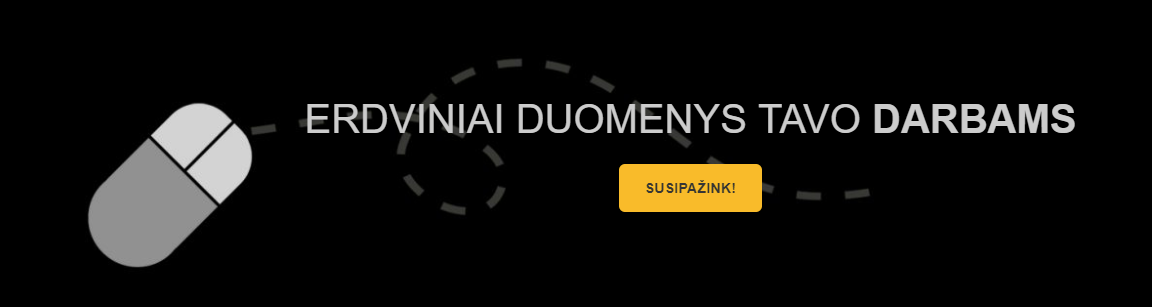 ERDVINIAI DUOMENYS TAVO DARBAMS
SUSIPAŽINK!